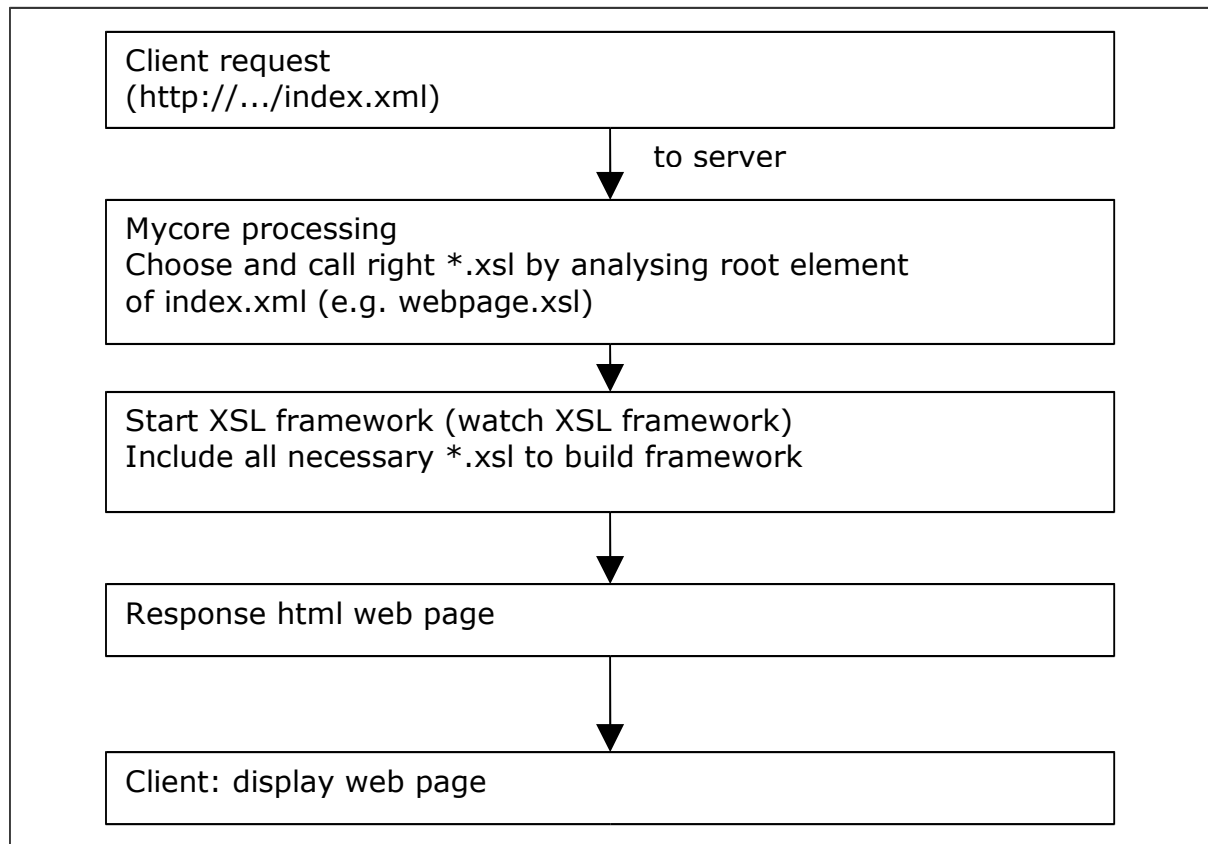 Client request
(http://.../index.xml)
to server
Mycore processing
Choose and call right *.xsl by analysing root element
of index.xml (e.g. webpage.xsl)
Start XSL framework (watch XSL framework)
Include all necessary *.xsl to build framework
Response html web page
Client: display web page